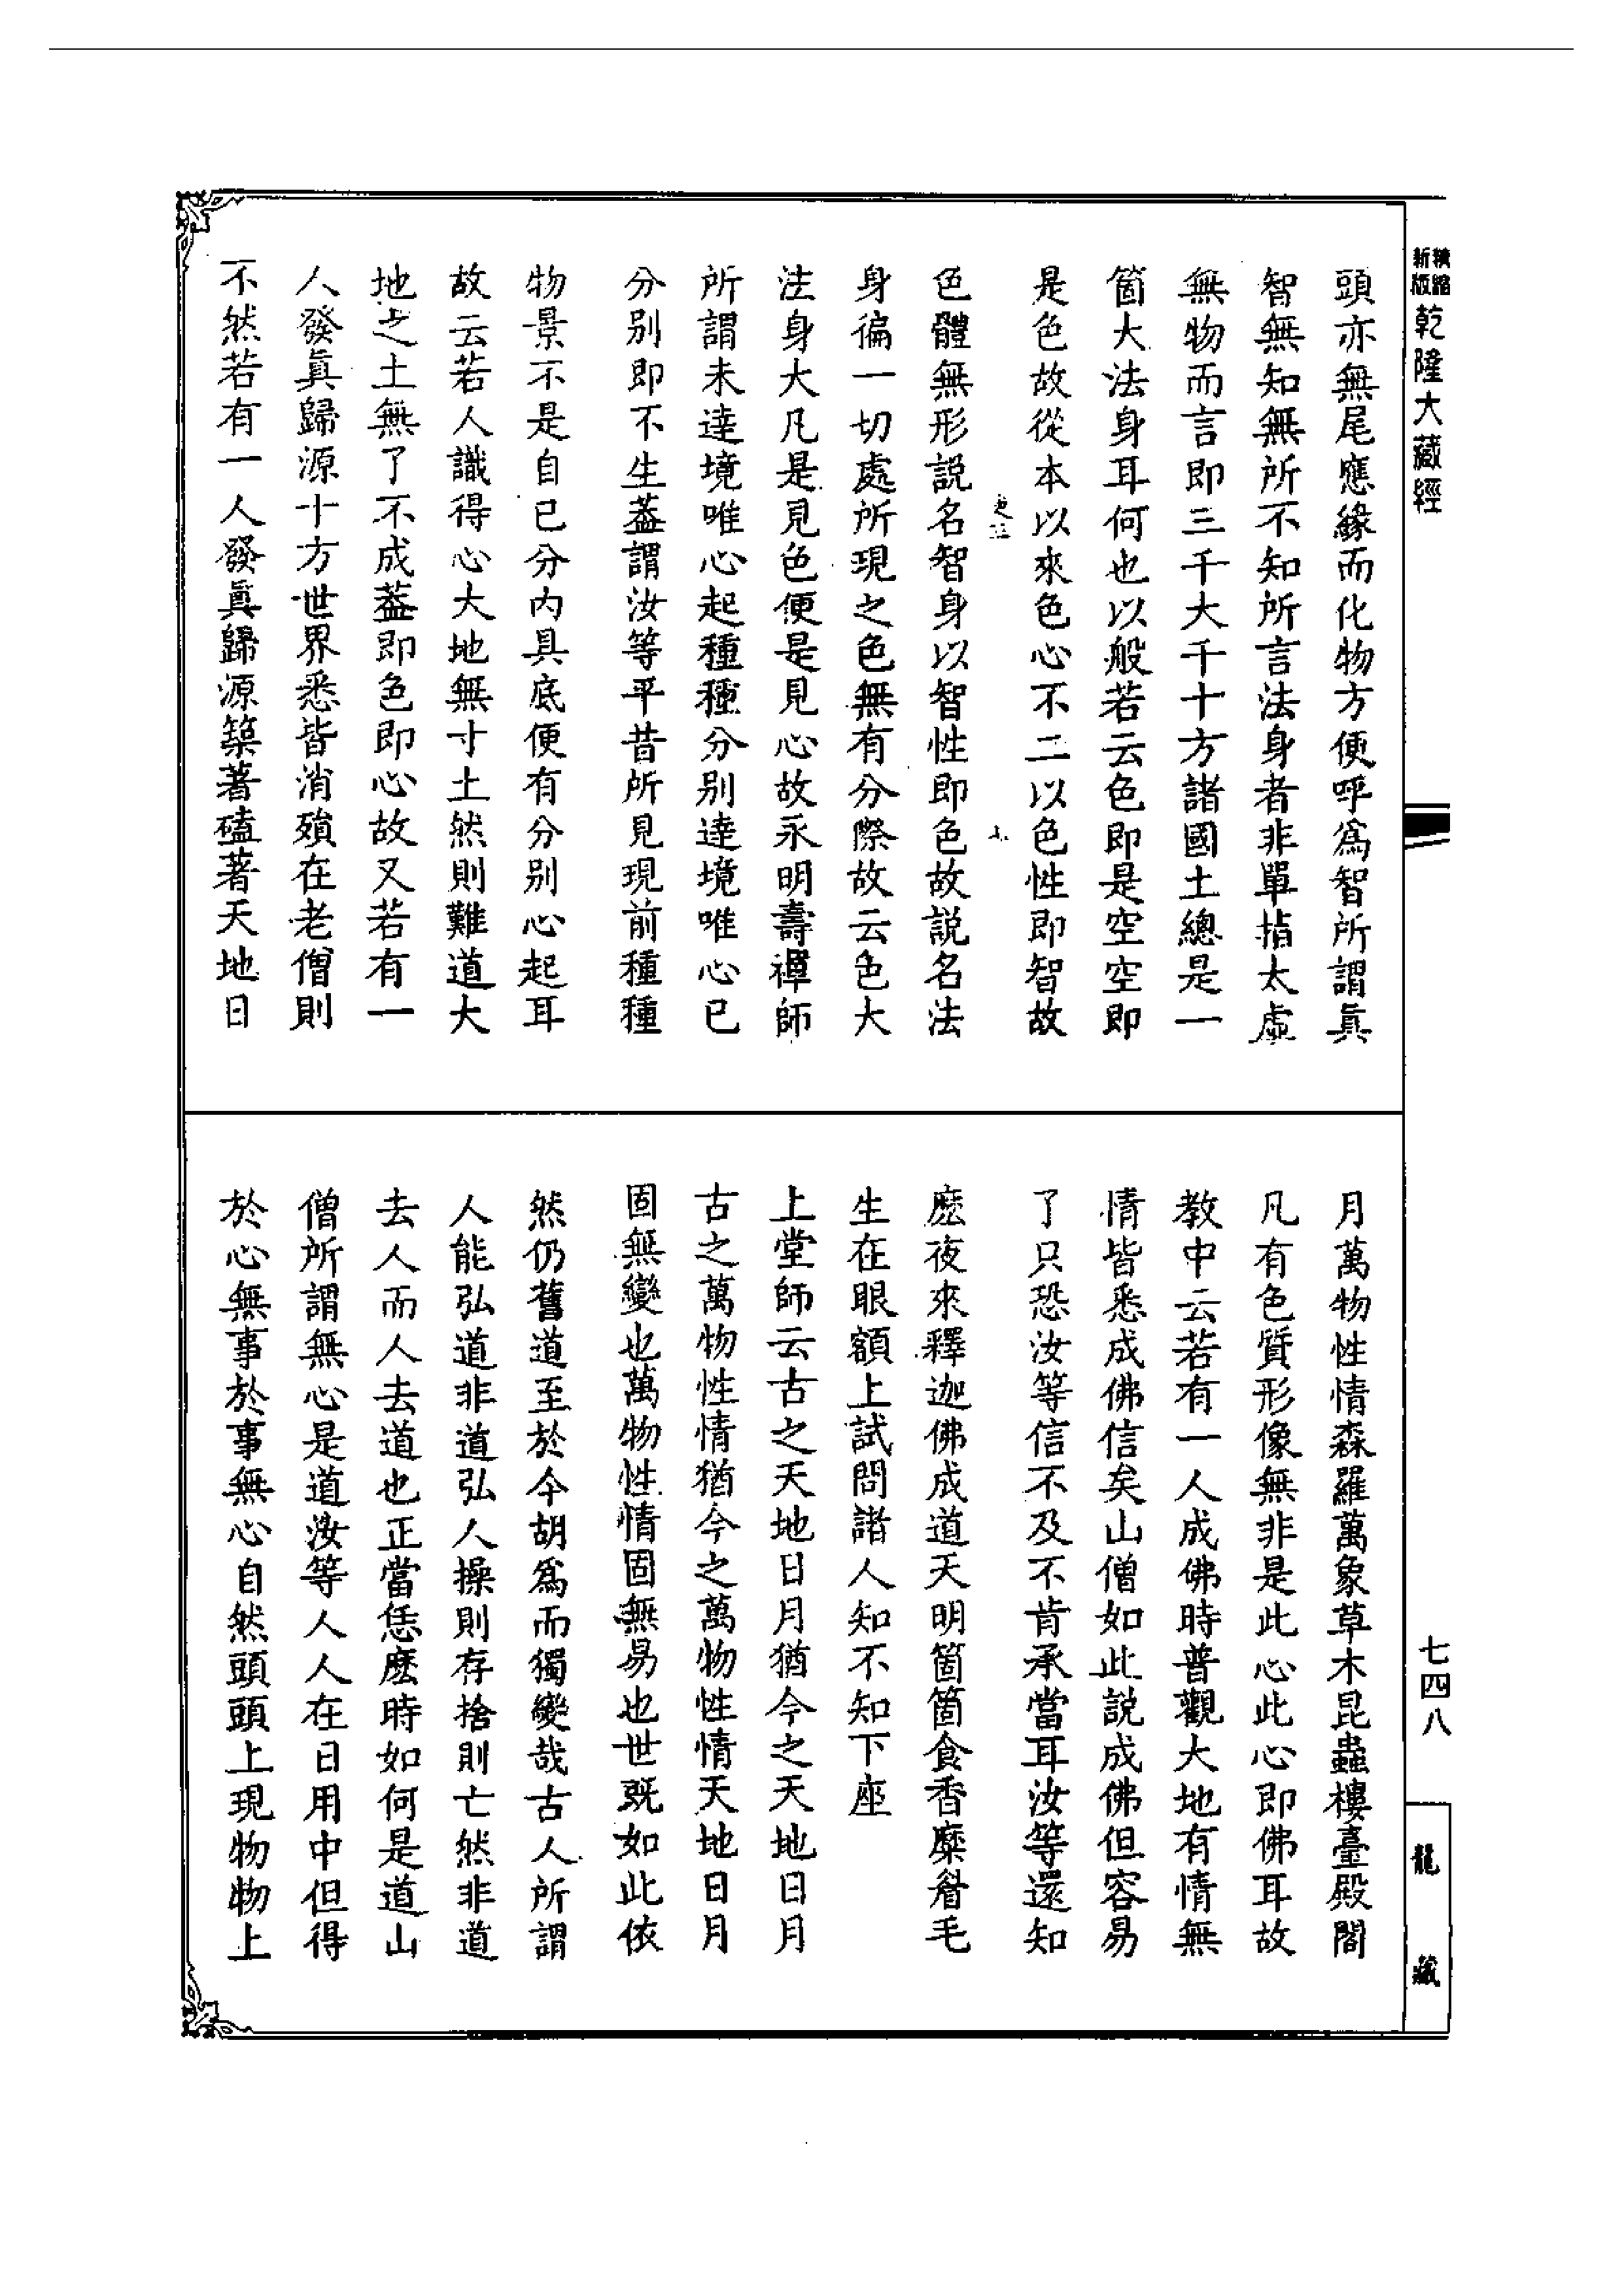 新版精縮乾隆大藏經
頭亦無尾應緣而化物方便呼為智所謂眞
智無知無所不知所言法身者非單指太虛
無物而言即三千大千十方諸國土總是一
箇大法身耳何也以般若云色即是空空即
是色故從本以來色心不二以色性即智故
色體無形説名智身以智性即色故説名法
身徧一切處所現之色無有分際故云色大
法身大凡是見色便是見心故永明壽禪師
所謂未達境唯心起種種分別達境唯心已
分別即不生葢謂汝等平昔所見現前種種
物景不是自已分内具底便有分別心起耳
故云若人識得心大地無寸土然則難道大
地之土無了不成葢即色即心故又若有一
人發眞歸源十方世界悉皆消殞在老僧則
不然若有一人發眞歸源築著磕著天地日
月萬物性情森羅萬象草木昆蟲樓臺殿閣
凡有色質形像無非是此心此心即佛耳故
教中云若有一人成佛時普觀大地有情無
情皆悉成佛信矣山僧如此説成佛但容易
了只恐汝等信不及不肯承當耳汝等還知
麽夜來釋迦佛成道天明箇箇食香糜眉毛
生在眼額上試問諸人知不知下座
上堂師云古之天地日月猶今之天地日月
古之萬物性情猶今之萬物性情天地日月
固無變也萬物性情固無易也世既如此依
然仍舊道至於今胡爲而獨變哉古人所謂
人能弘道非道弘人操則存捨則亡然非道
去人而人去道也正當恁麽時如何是道山
僧所謂無心是道汝等人人在日用中但得
於心無事於事無心自然頭頭上現物物上
七四八
龍藏